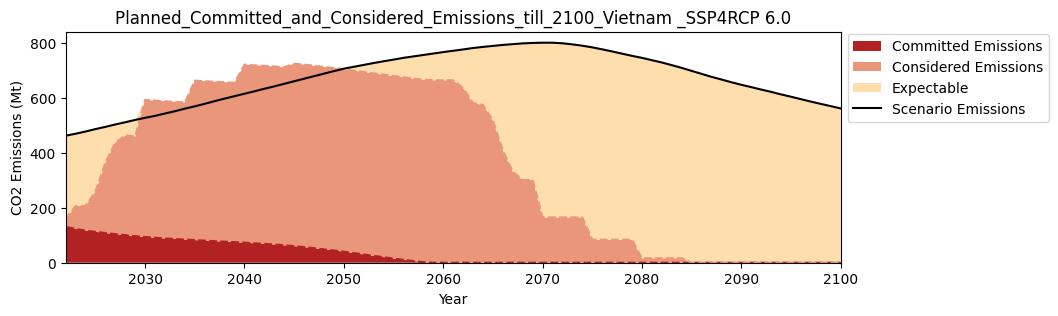 Planned_Committed_and_Considered_Emissions_till_2100_Vietnam _SSP4RCP 6.0
800
600
400
200
0
CO2 Emissions (Mt)
2030 2040 2050 2060 2070 2080 2090 2100
Year
Committed Emissions
Considered Emissions
Expectable
Scenario Emissions